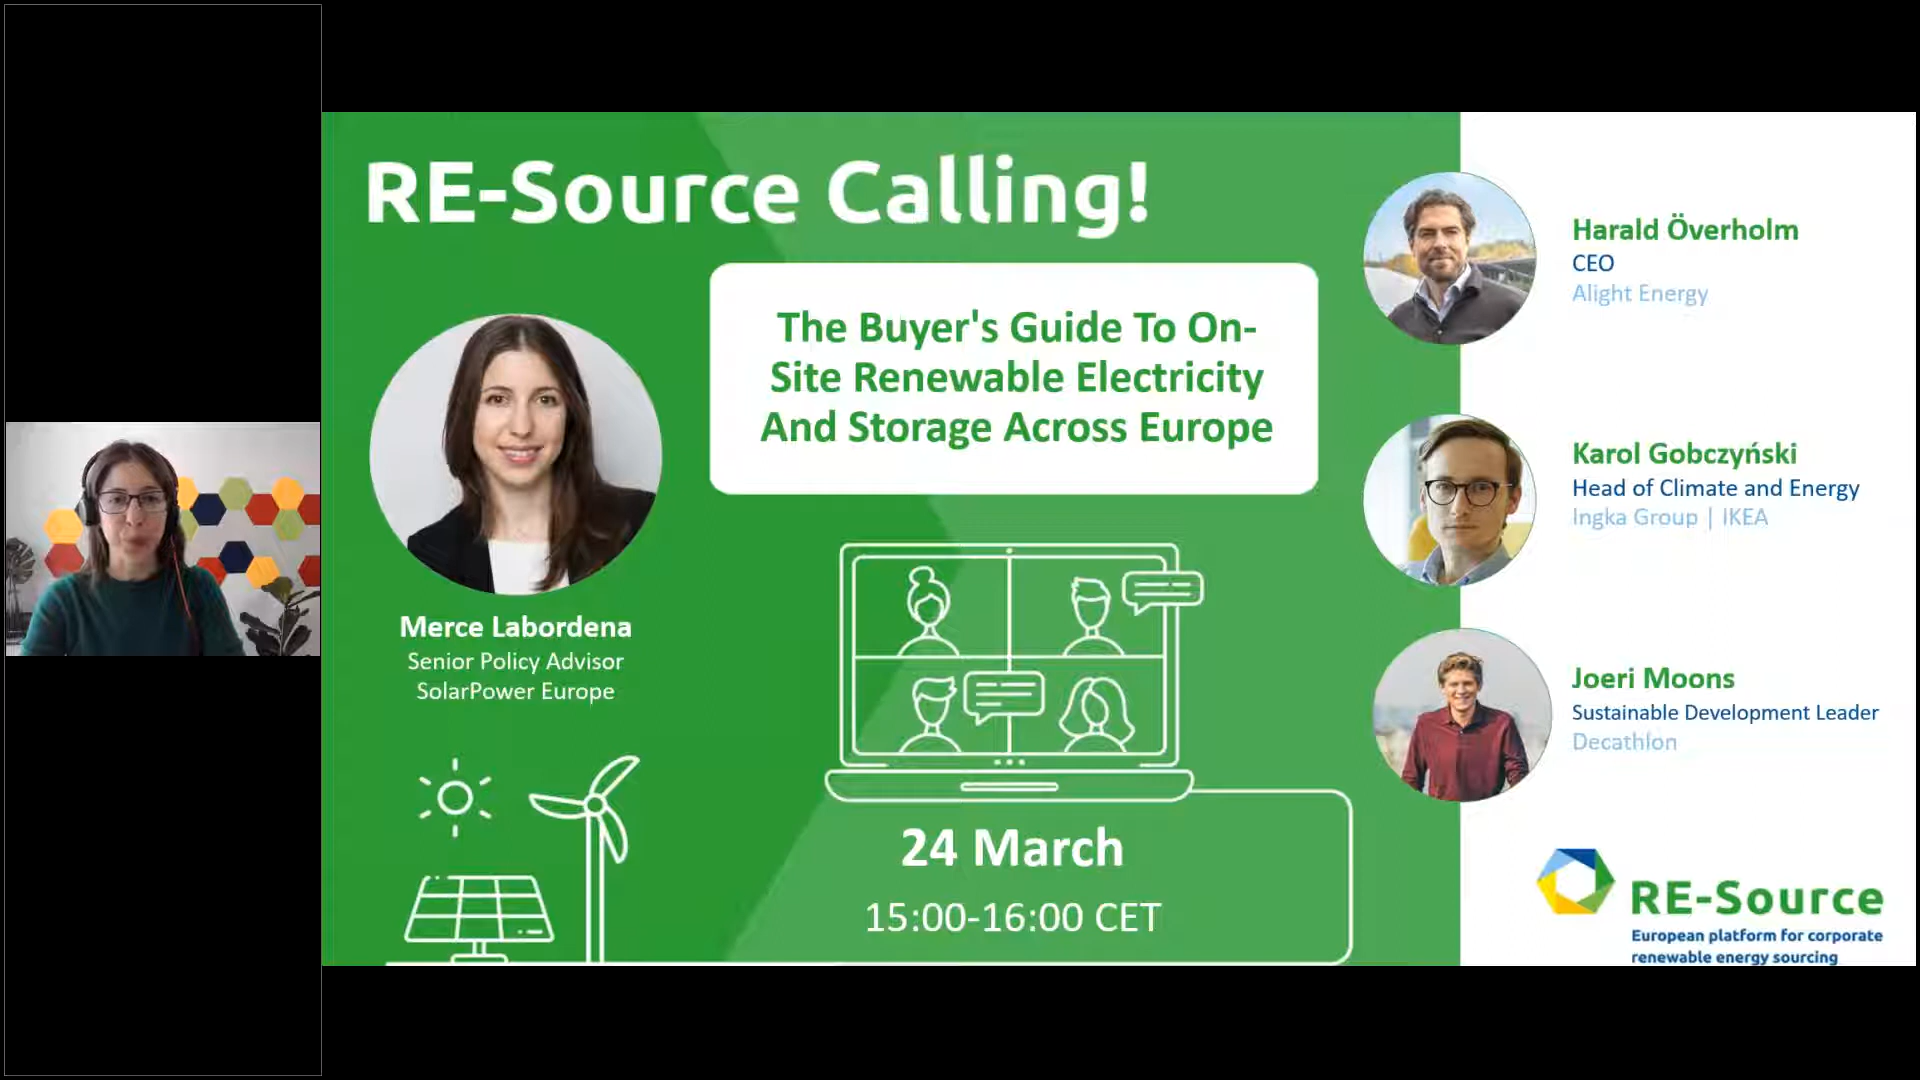 RE-Source Calling!
The Buyer's Guide To On-
Site Renewable Electricity
And Storage Across Europe
Merce Labordena
Senior Policy Advisor
SolarPower Europe
24 March
15:00-16:00 CET
Harald Överholm
CEO
Alight Energy
Karol Gobczyński
Head of Climate and Energy
Ingka Group | IKEA
Joeri Moons
Sustainable Development Leader
Decathlon
RE-Source
European platform for corporate
renewable energy sourcing